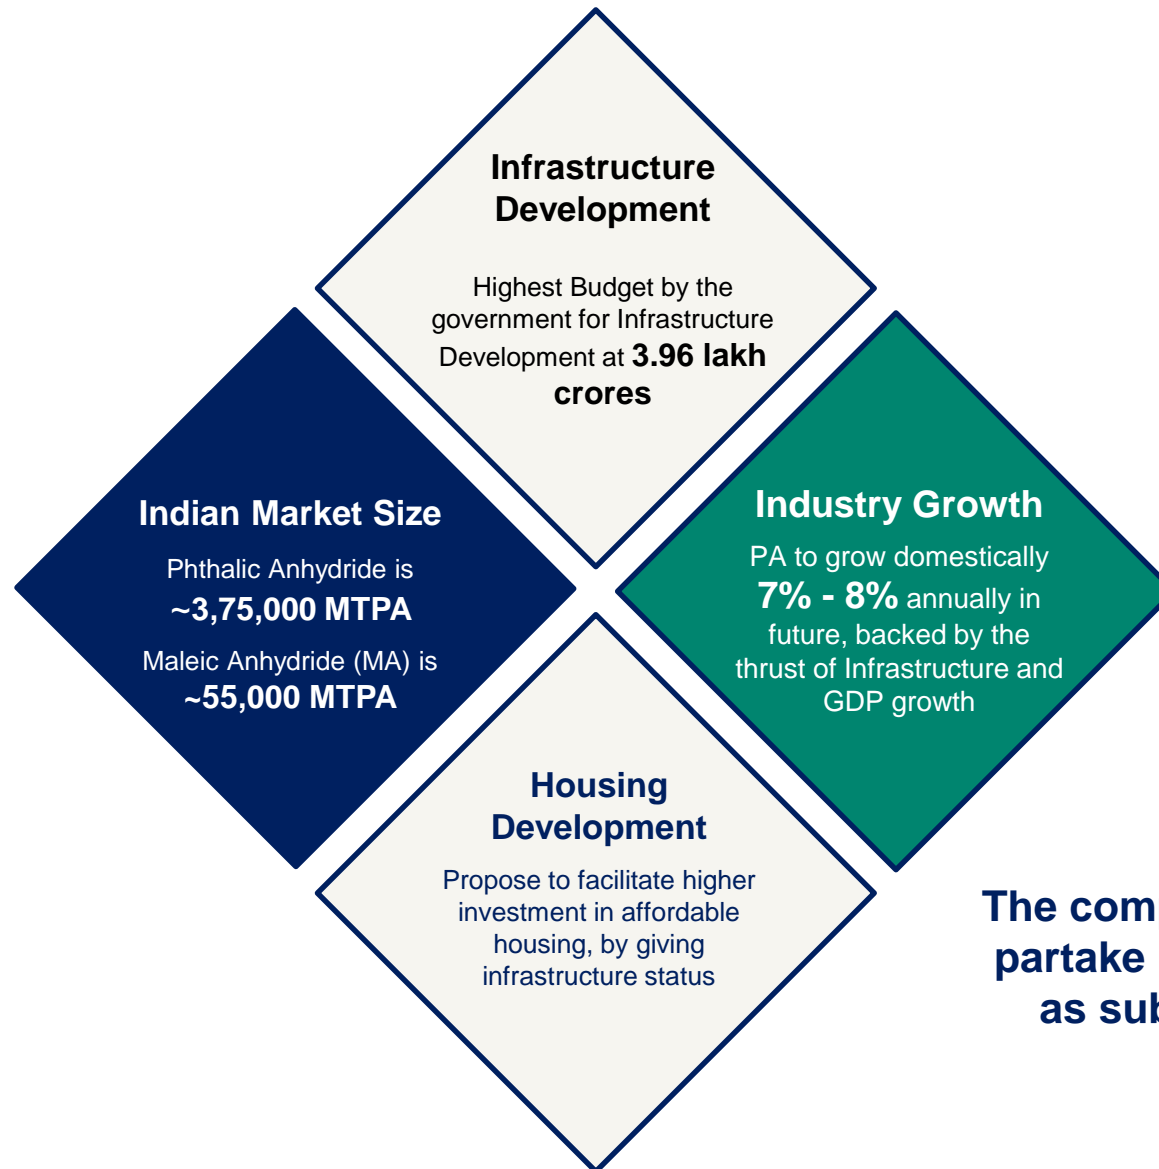 Infrastructure
Development
Highest Budget by the
government for Infrastructure
Development at 3.96 lakh
crores
Indian Market Size
Phthalic Anhydride is
~3,75,000 MTPA
Maleic Anhydride (MA) is
~55,000 MTPA
Industry Growth
PA to grow domestically
7% - 8% annually in
future, backed by the
thrust of Infrastructure and
GDP growth
Housing
Development
Propose to facilitate higher
investment in affordable
housing, by giving
infrastructure status
The com
partake
as sub